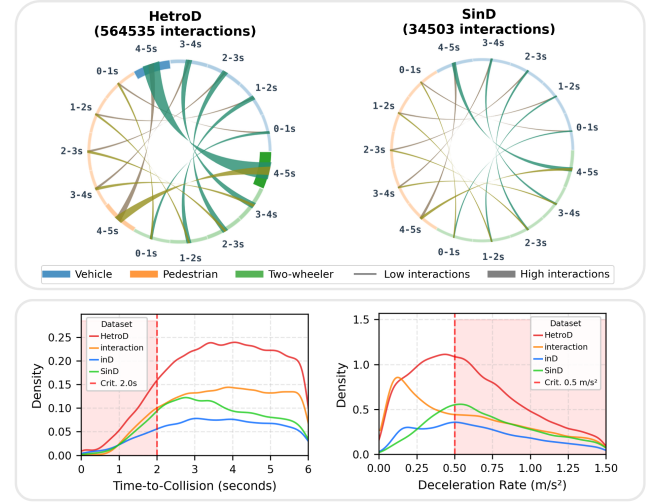 HetroD
(564535 interactions)
4-5s
3-4s
2-3s
1-2s
0-1s
4-5s
3-4s
2-3s
1-2s
0-1s
4-5s
3-4s
2-3s
1-2s
0-1s
SinD
(34503 interactions)
4-5s
3-4s
2-3s
1-2s
0-1s
4-5s
3-4s
2-3s
1-2s
0-1s
4-5s
3-4s
2-3s
1-2s
0-1s
Vehicle Pedestrian Two-wheeler Low interactions High interactions
Density
0.25
0.20
0.15
0.10
0.05
0.00
Dataset
HetroD
interaction
inD
SinD
Crit. 2.0s
0 1 2 3 4 5 6
Time-to-Collision (seconds)
Density
1.5
1.0
0.5
0.0
Dataset
HetroD
interaction
inD
SinD
Crit. 0.5 m/s²
0.00 0.25 0.50 0.75 1.00 1.25 1.50
Deceleration Rate (m/s²)